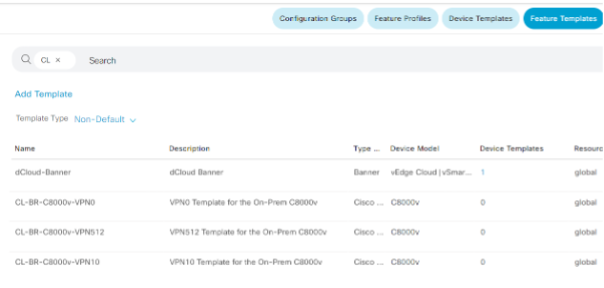 Configuration Groups Feature Profiles Device Templates Feature Templates
CL × Search
Add Template
Template Type Non-Default
Name Description Type ... Device Model Device Templates Resourc
dCloud-Banner dCloud Banner Banner vEdge Cloud|vSmar... 1 global
CL-BR-C8000v-VPN0 VPN0 Template for the On-Prem C8000v Cisco ... C8000v 0 global
CL-BR-C8000v-VPN512 VPN512 Template for the On-Prem C8000v Cisco ... C8000v 0 global
CL-BR-C8000v-VPN10 VPN10 Template for the On-Prem C8000v Cisco ... C8000v 0 global